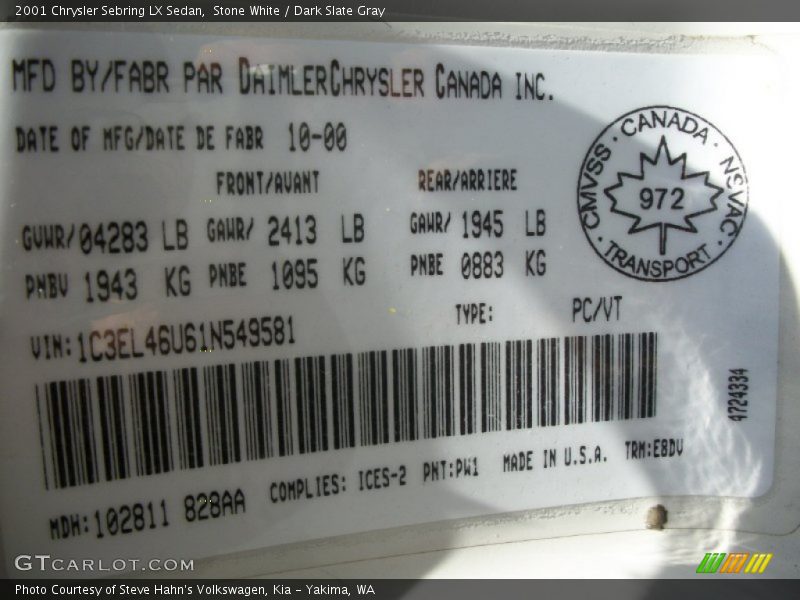 2001 Chrysler Sebring LX Sedan, Stone White / Dark Slate Gray
MFD BY/FABR PAR DAIMLERCHRYSLER CANADA INC.
DATE OF MFG/DATE DE FABR 10-00
FRONT/AVANT REAR/ARRIERE
GVWR/04283 LB GAWR/ 2413 LB GAWR/ 1945 LB
PNBV 1943 KG PNBE 1095 KG PNBE 0883 KG
VIN:1C3EL46U61N549581 TYPE: PC/VT
CANADA · NSVAC · TRANSPORT · CMVSS ·
972
4724334
MDH:102811 828AA COMPLIES: ICES-2 PNT:PW1 MADE IN U.S.A. TRM:E8DV
GTCARLOT.COM
Photo Courtesy of Steve Hahn's Volkswagen, Kia - Yakima, WA